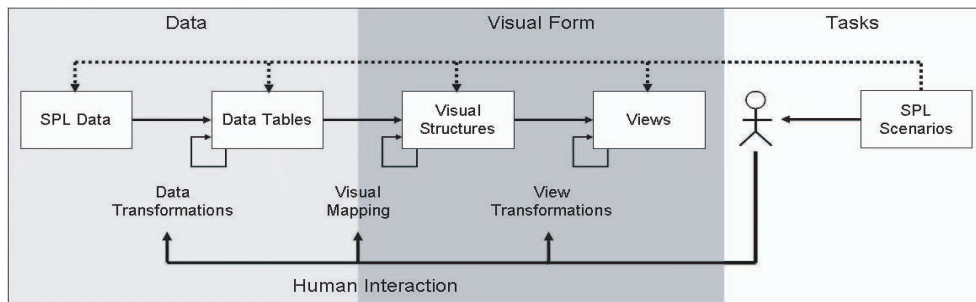 Data
Visual Form
Tasks
SPL Data
Data Tables
Visual
Structures
Views
SPL
Scenarios
Data
Transformations
Visual
Mapping
View
Transformations
Human Interaction